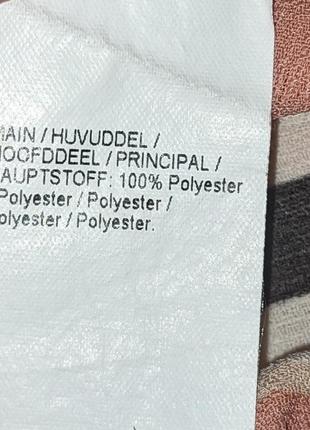 MAIN / HUVUDDEL /
HOOFDDEEL / PRINCIPAL /
HAUPTSTOFF: 100% Polyester
Polyester / Polyester /
Polyester / Polyester.